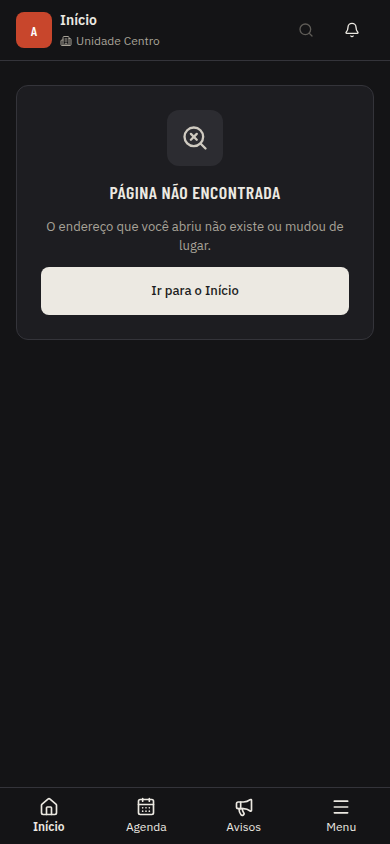 A
Início
Unidade Centro
PÁGINA NÃO ENCONTRADA
O endereço que você abriu não existe ou mudou de
lugar.
Ir para o Início
Início
Agenda
Avisos
Menu